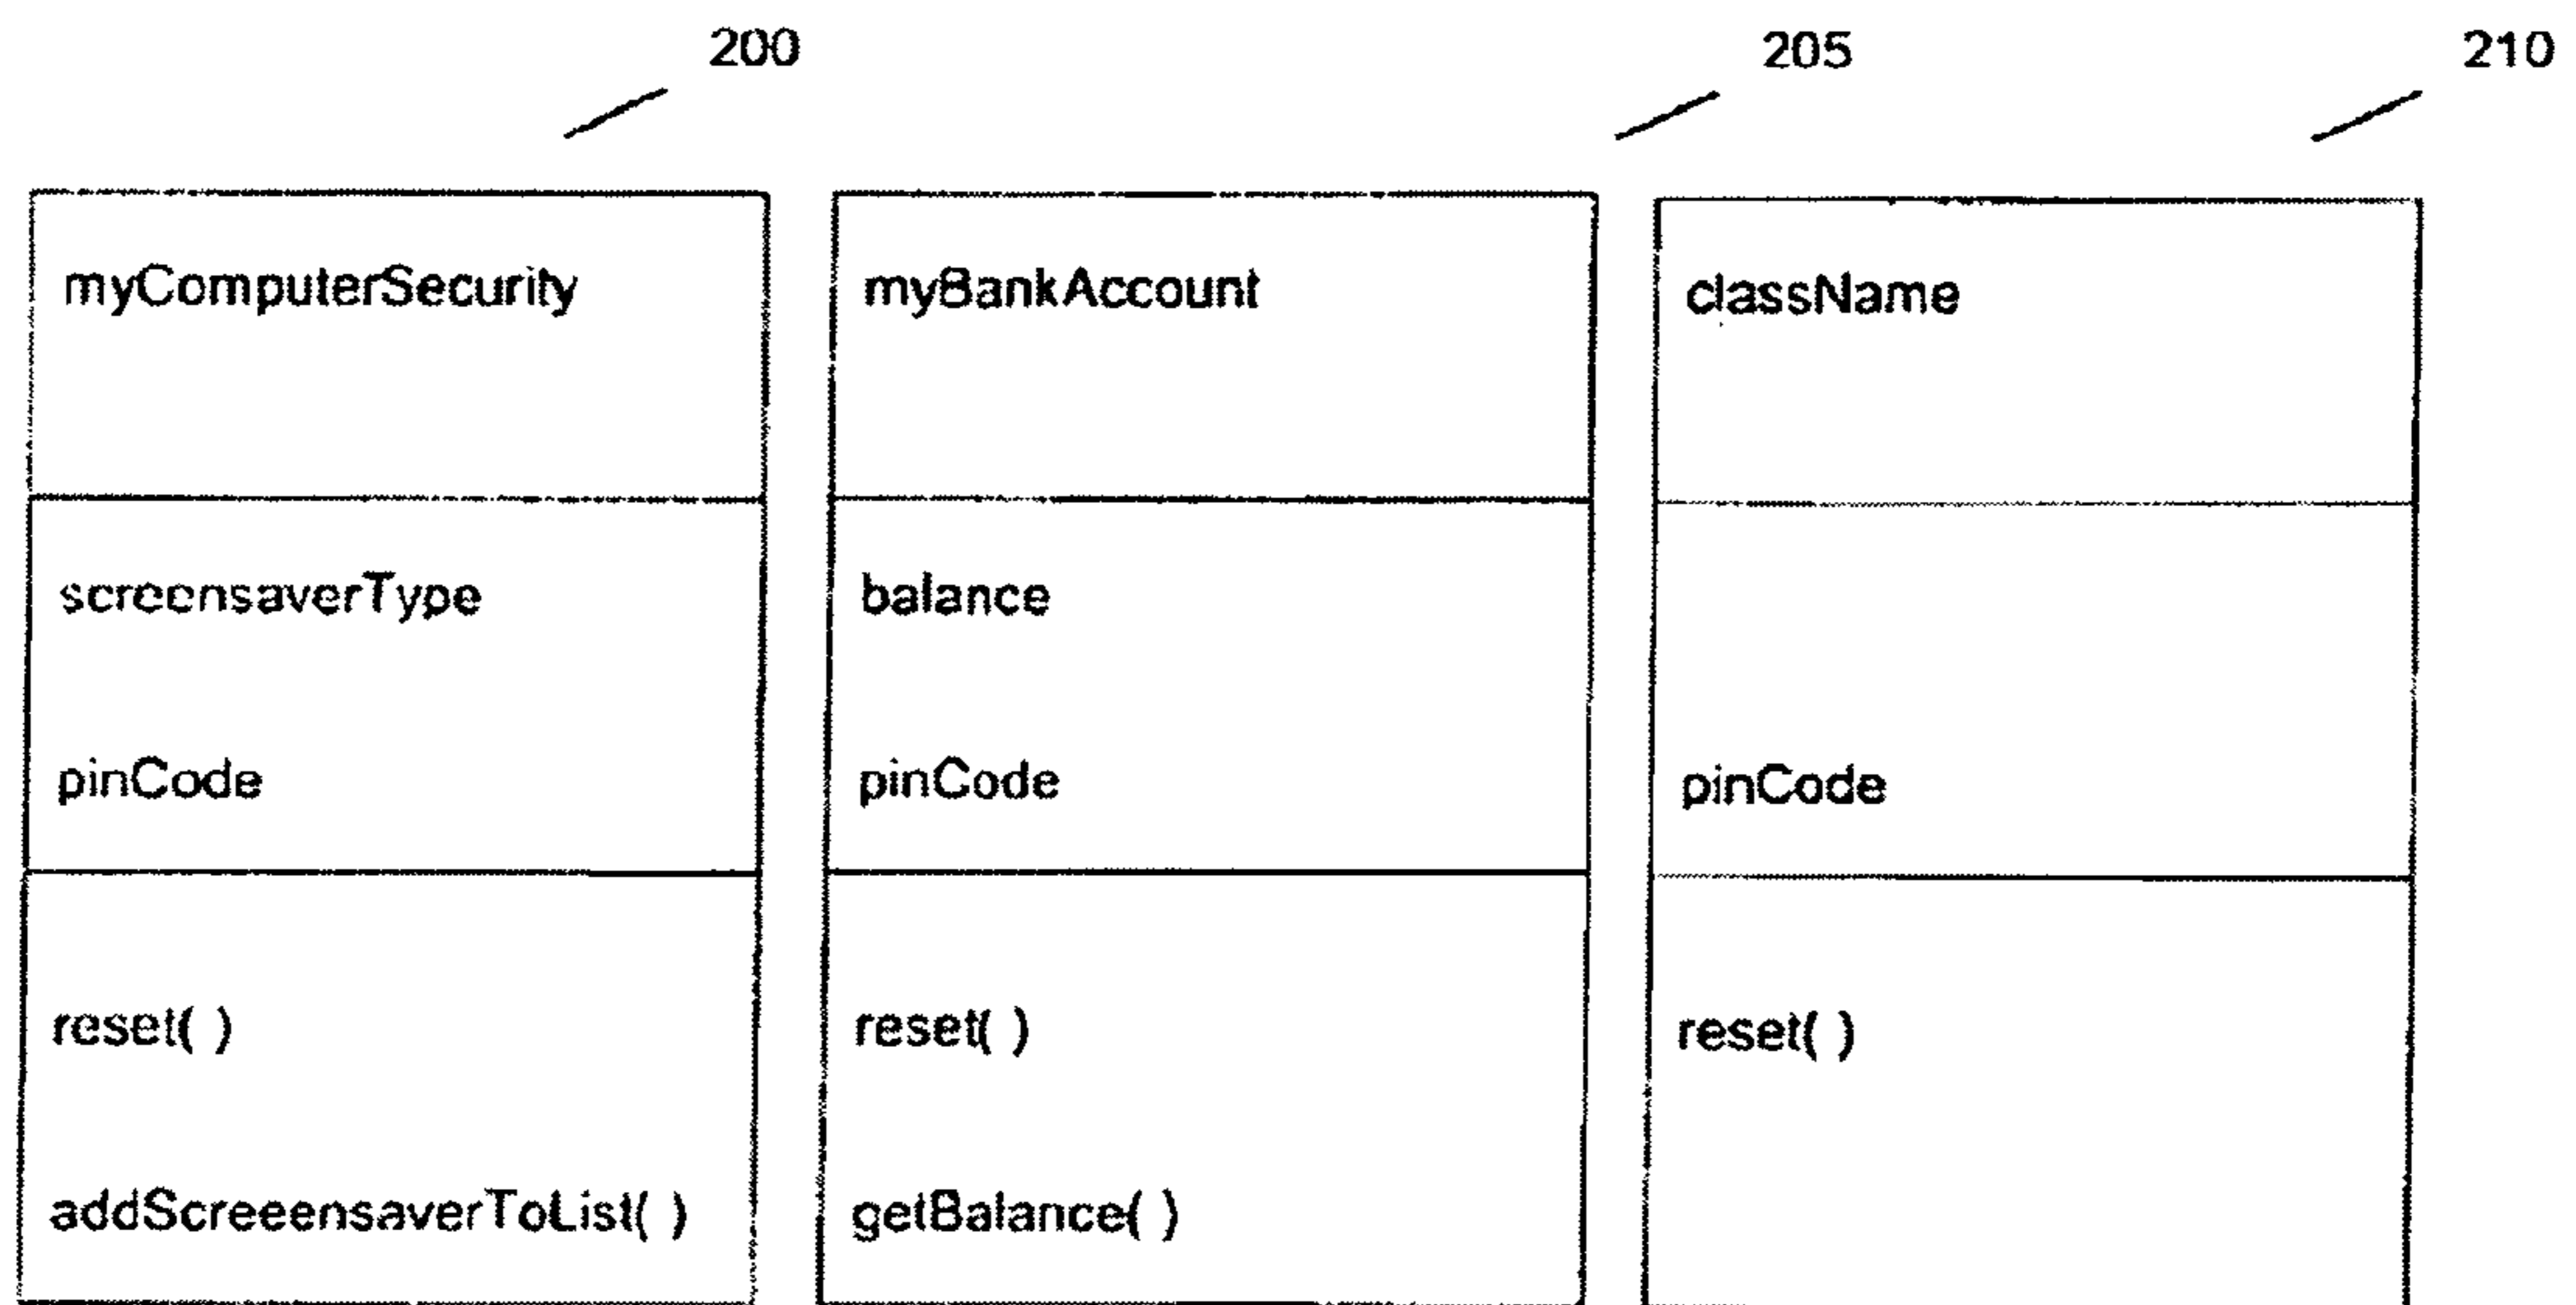 200
205
210
myComputerSecurity
screensaverType
pinCode
reset( )
addScreeensaverToList( )
myBankAccount
balance
pinCode
reset( )
getBalance( )
className
pinCode
reset( )